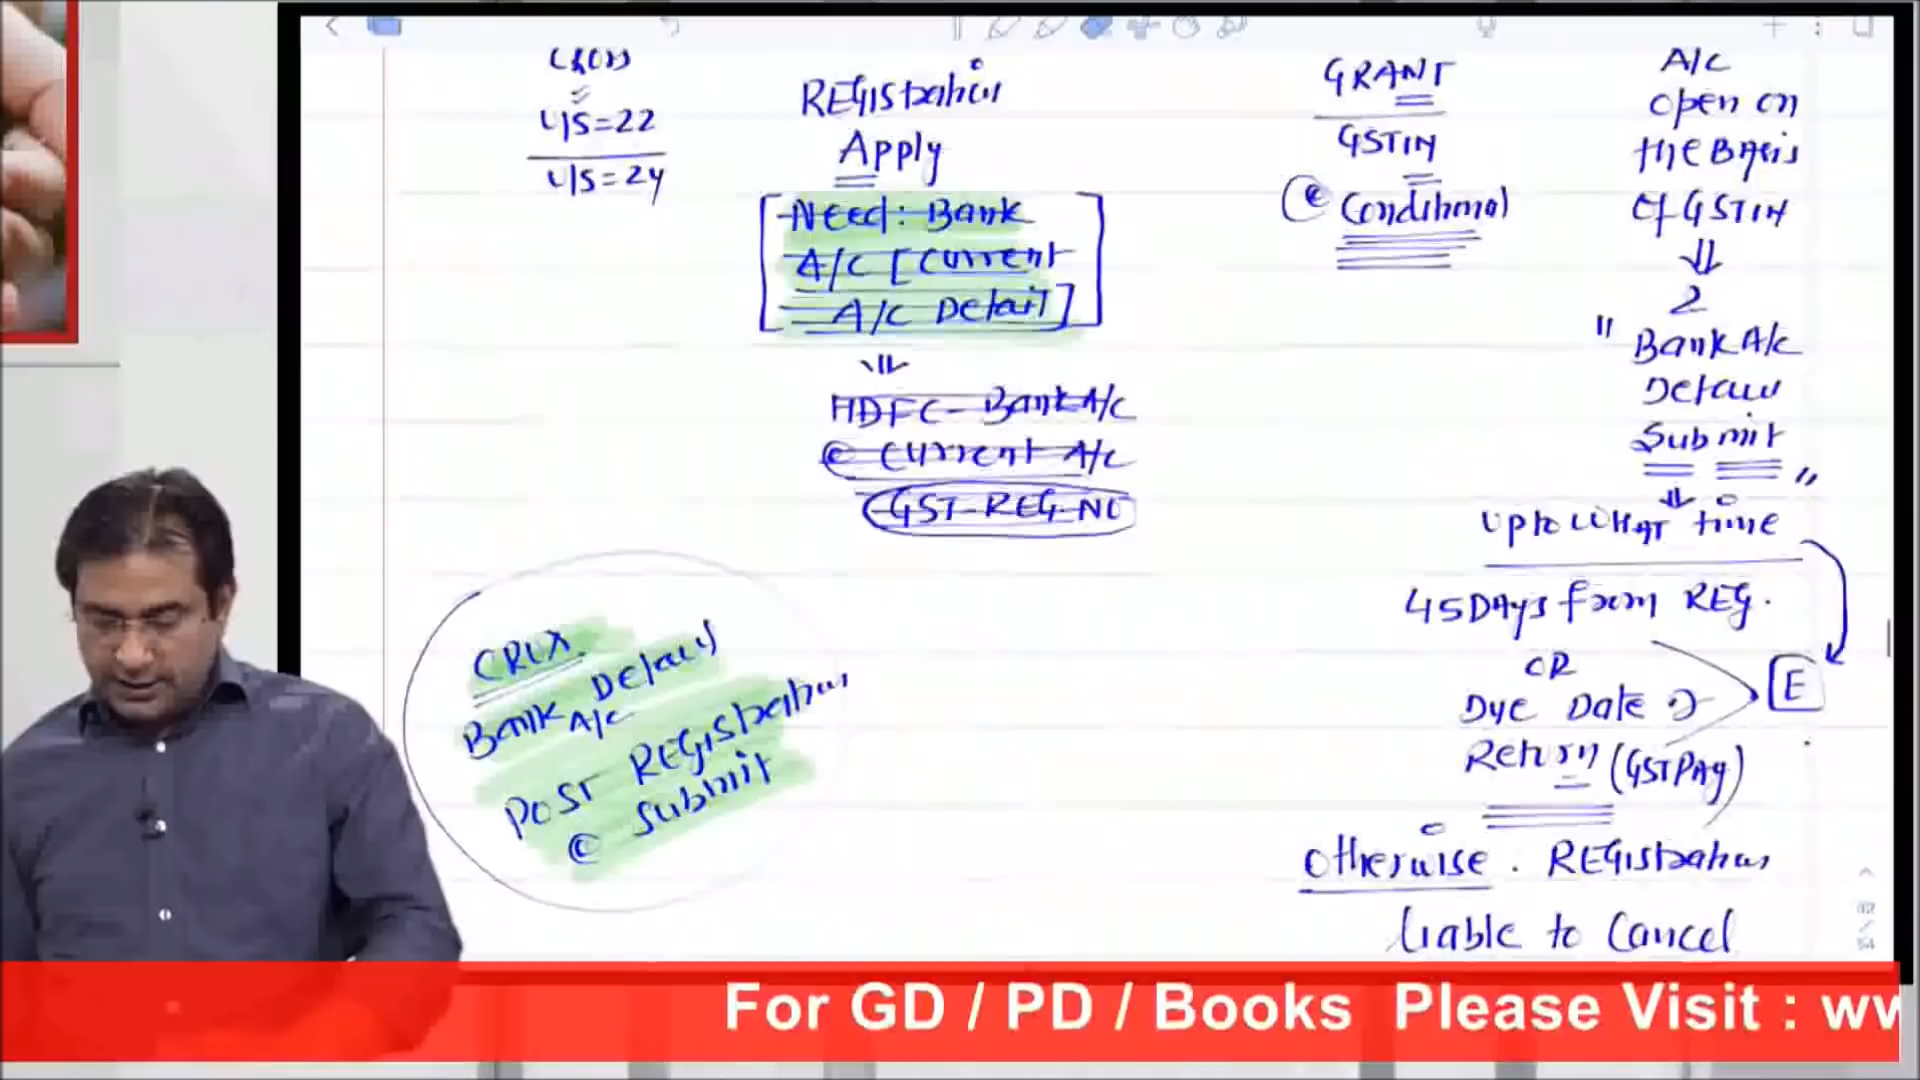 U/S=22
U/S=24
REGIstration
Apply
Need: Bank
A/C [Current
A/C Detail]
HDFC - Bank A/C
@ Current A/c
GST REG NO
GRANT
GSTIN
@ Conditional
A/C
open on
the Basis
of GSTIN
2
" Bank A/c
Details
Submit "
Upto WHAT time
45 DAys from REG.
OR
Due Date of
Return (GST PAy)
E
Otherwise. REGIstration
liable to Cancel
CRUX
Bank A/c Details
POST REGIstration
@ Submit
For GD / PD / Books Please Visit : ww